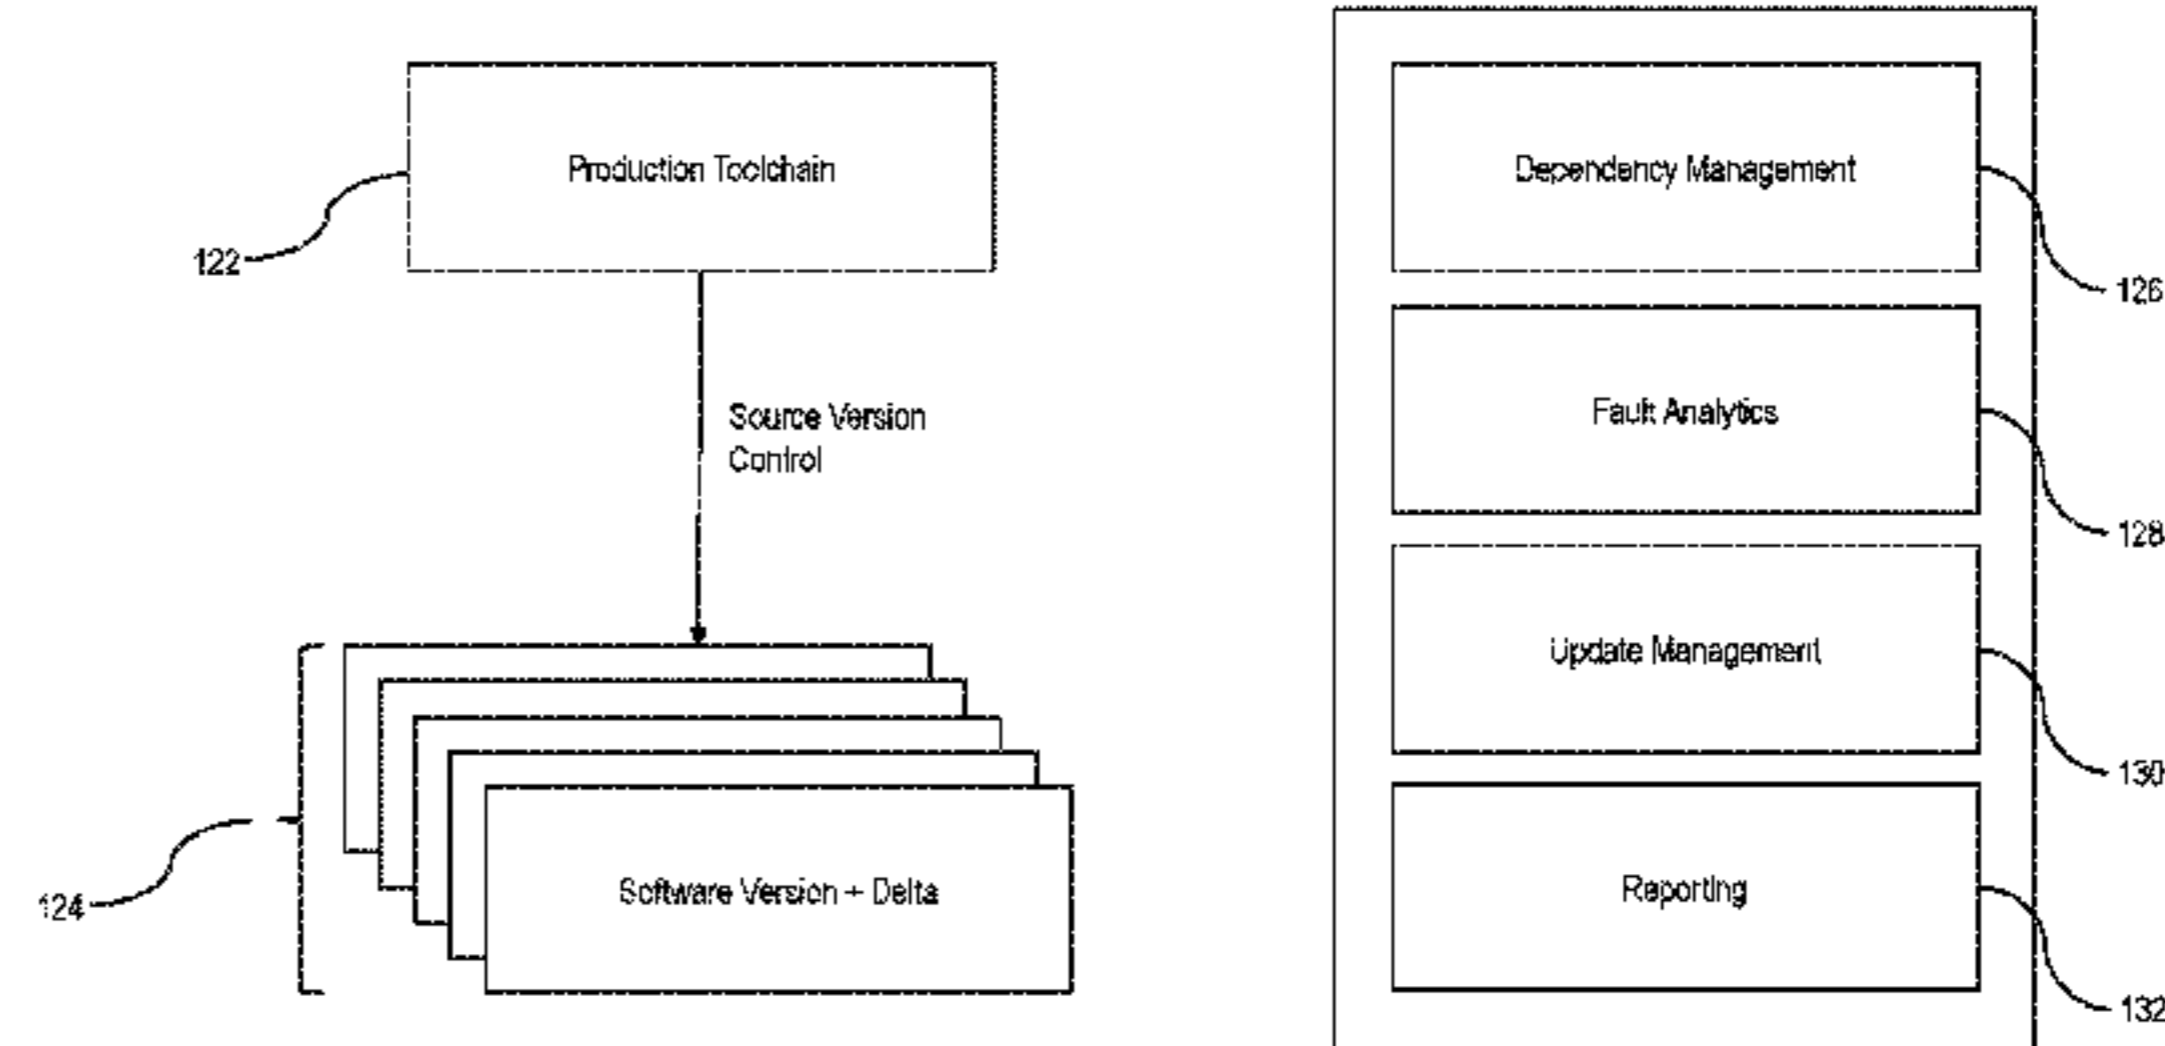 Production Toolchain
122
Source Version
Control
Software Version + Delta
124
Dependency Management
126
Fault Analytics
128
Update Management
130
Reporting
132